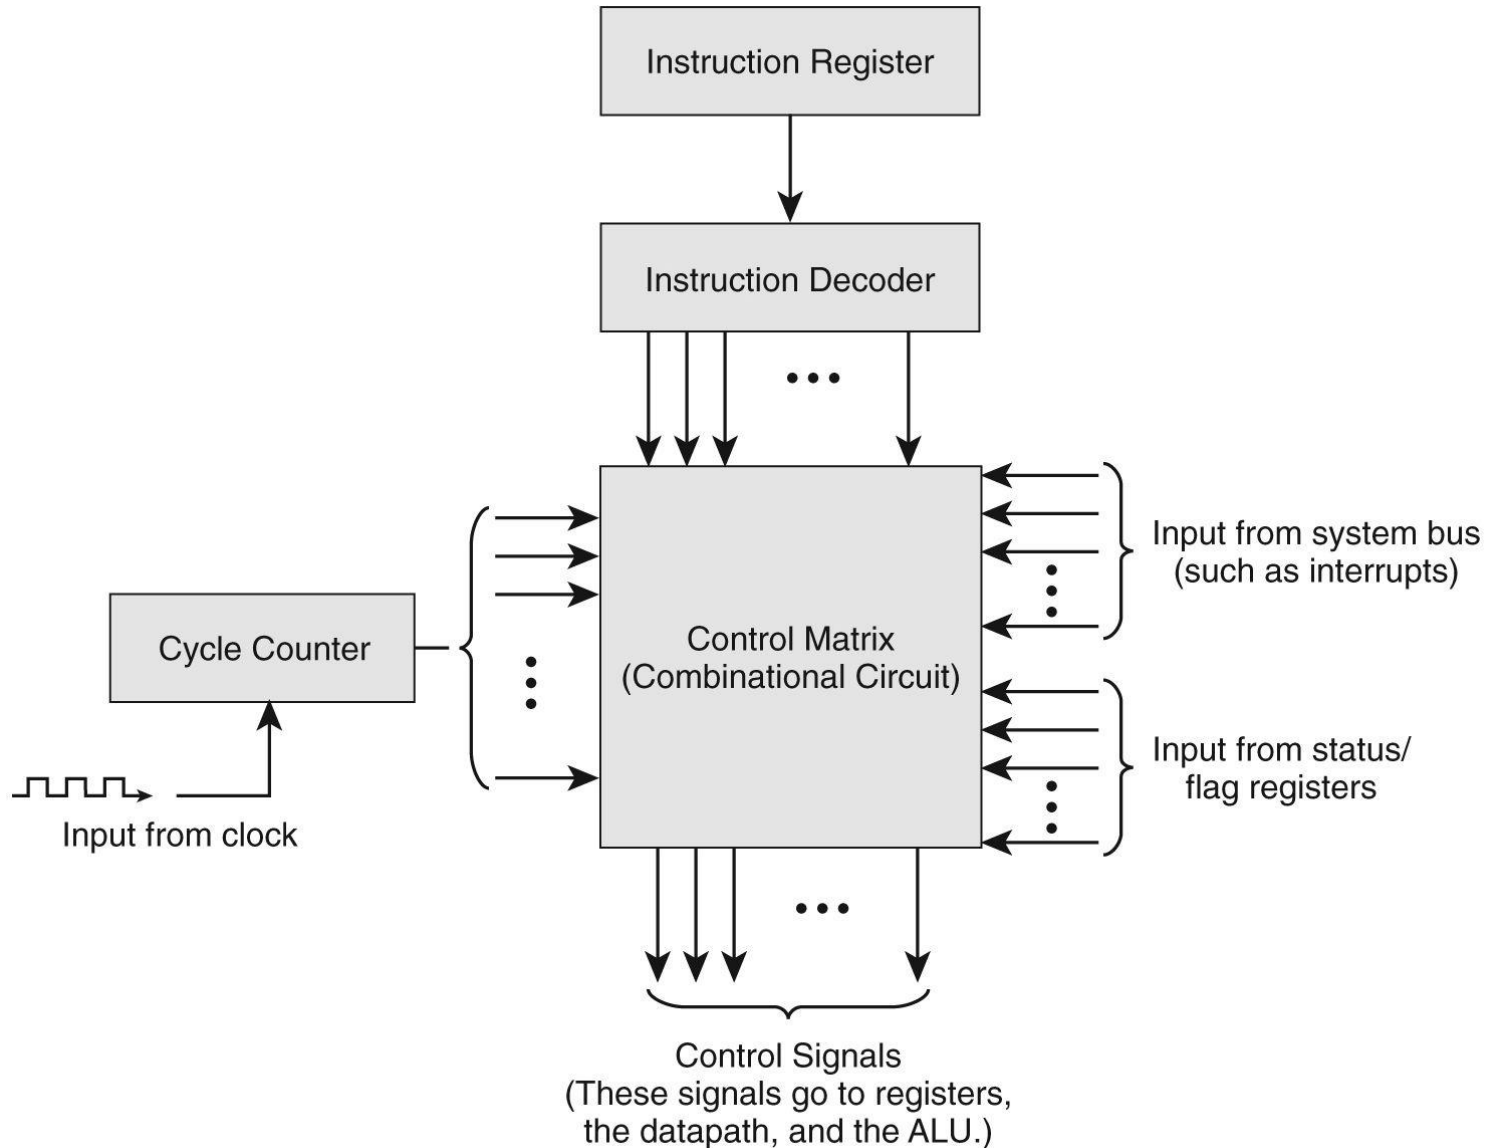 Instruction Register
Instruction Decoder
Input from system bus
(such as interrupts)
Cycle Counter
Control Matrix
(Combinational Circuit)
Input from status/
flag registers
Input from clock
Control Signals
(These signals go to registers,
the datapath, and the ALU.)